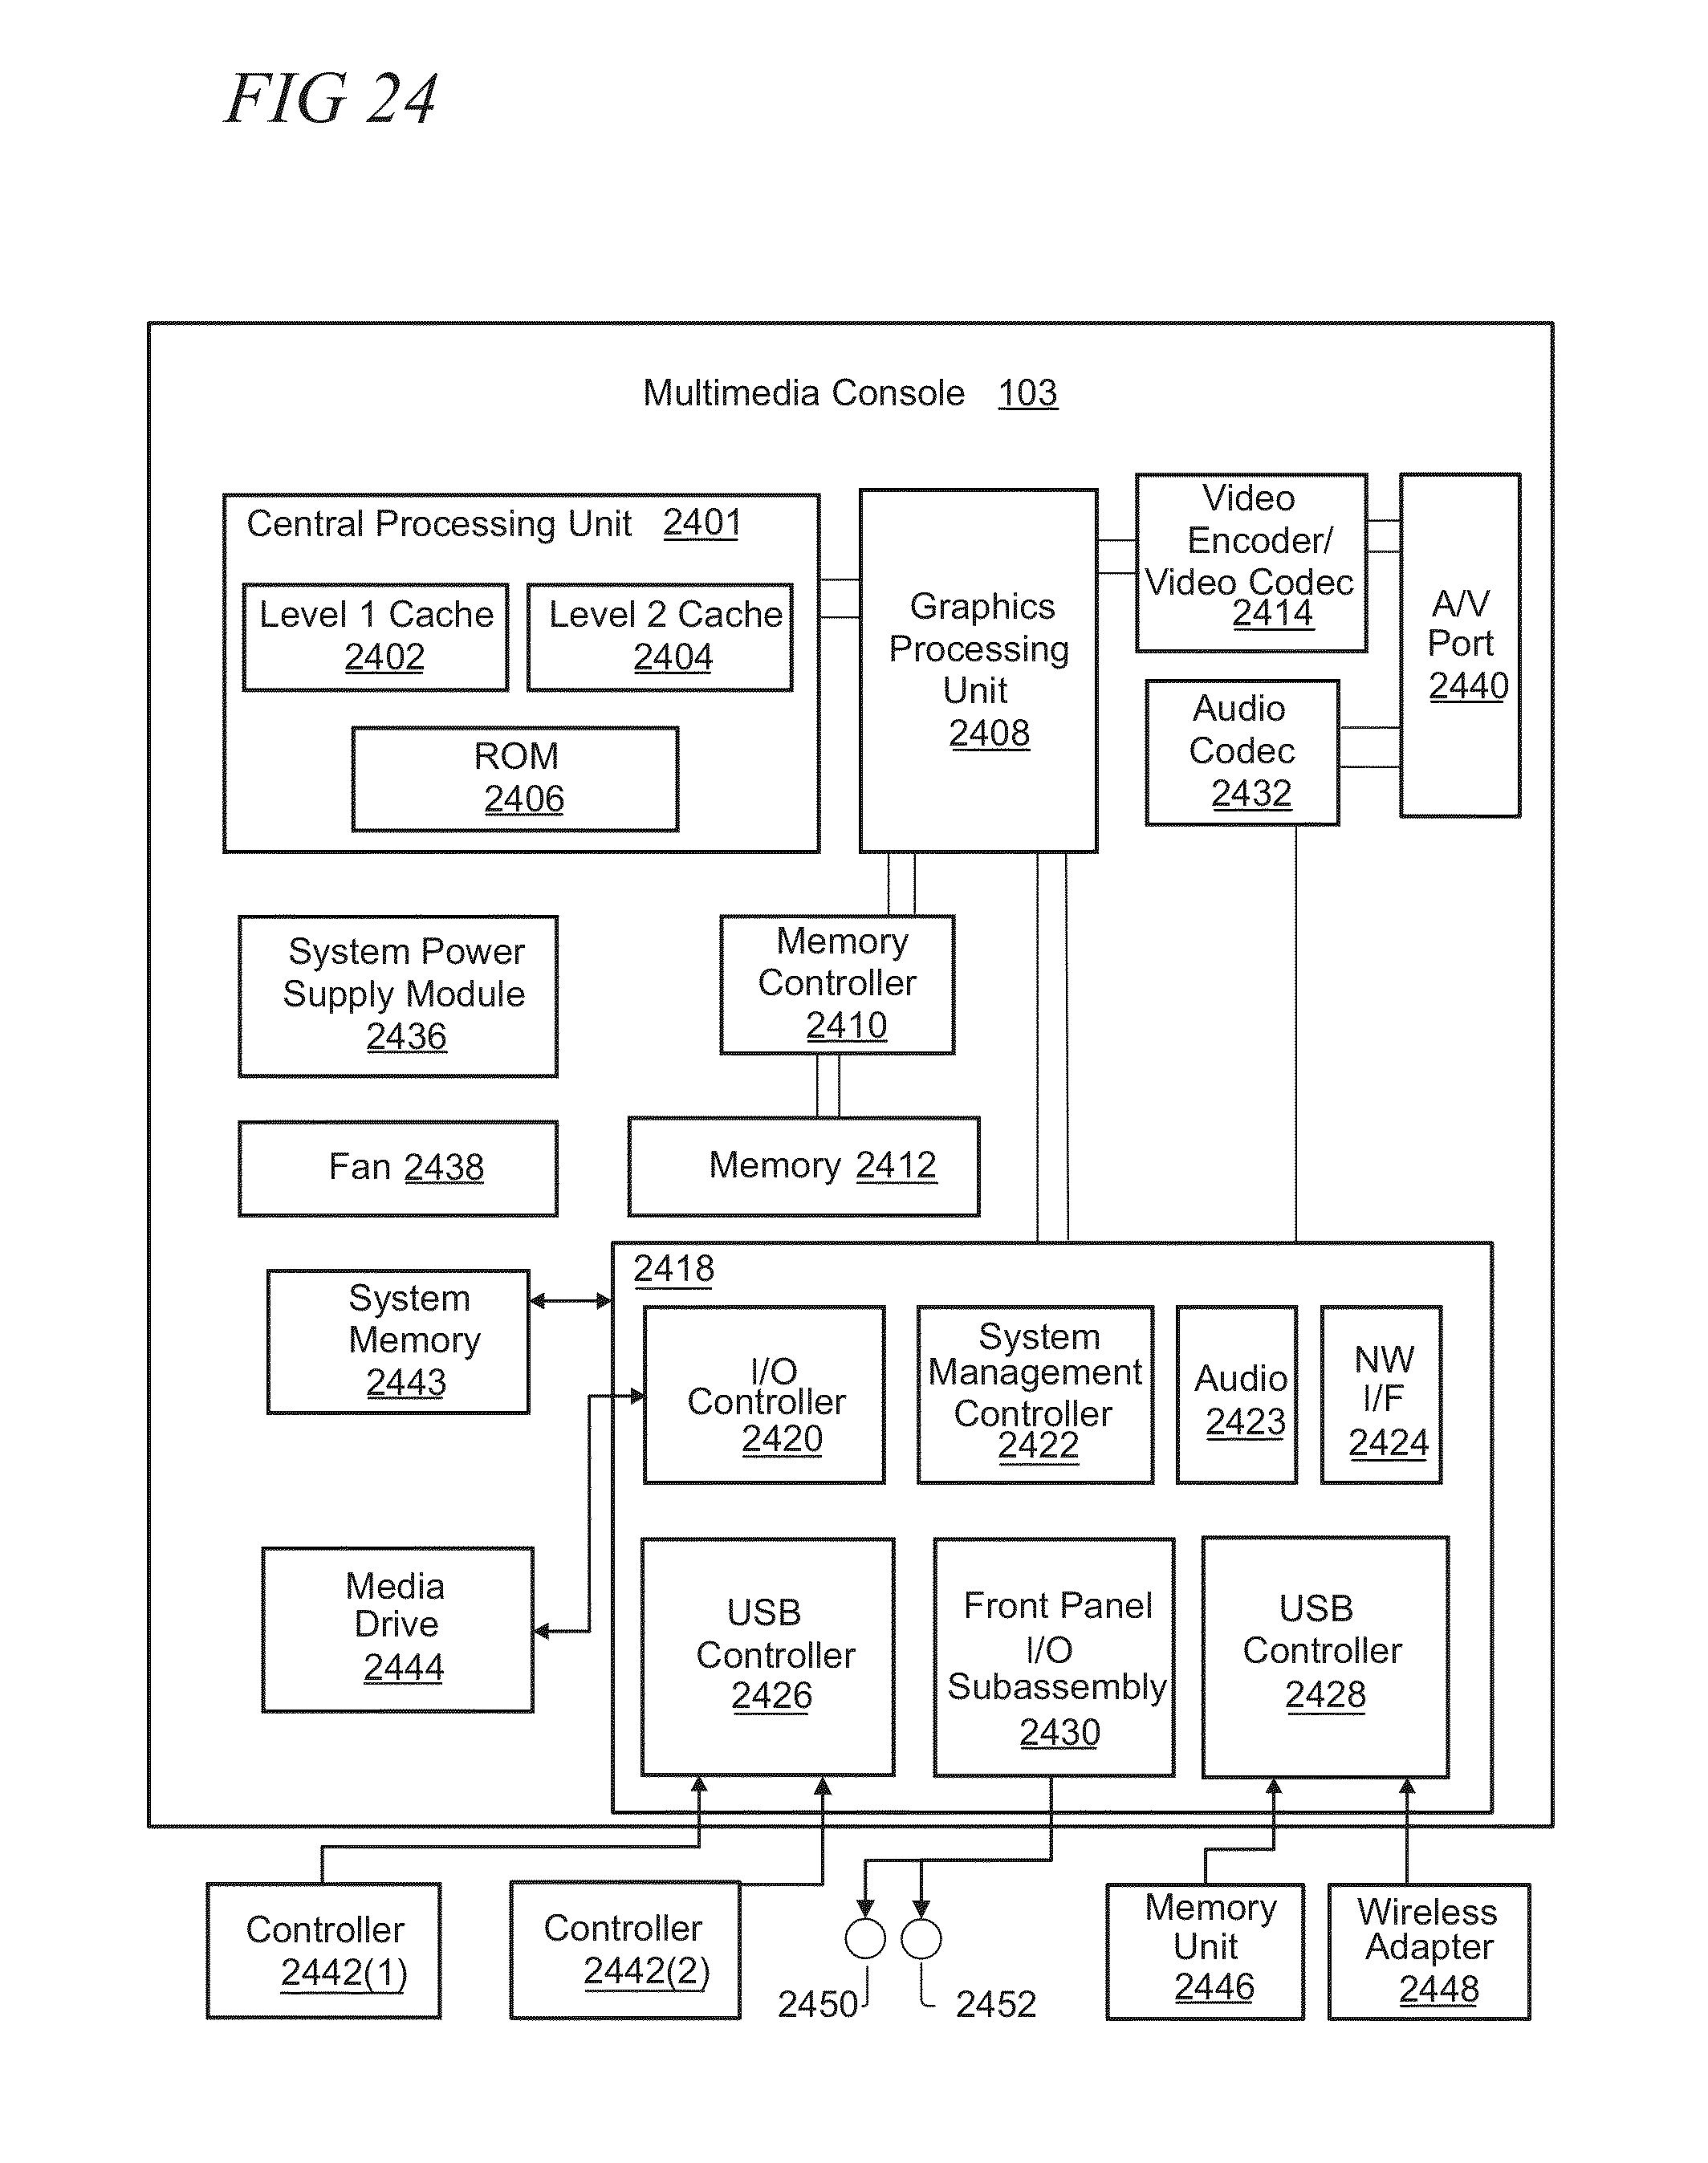 FIG 24
Multimedia Console 103
Central Processing Unit 2401
Level 1 Cache
2402
Level 2 Cache
2404
ROM
2406
Graphics
Processing
Unit
2408
Video
Encoder/
Video Codec
2414
A/V
Port
2440
Audio
Codec
2432
System Power
Supply Module
2436
Memory
Controller
2410
Fan 2438
Memory 2412
System
Memory
2443
2418
I/O
Controller
2420
System
Management
Controller
2422
Audio
2423
NW
I/F
2424
Media
Drive
2444
USB
Controller
2426
Front Panel
I/O
Subassembly
2430
USB
Controller
2428
Controller
2442(1)
Controller
2442(2)
2450
2452
Memory
Unit
2446
Wireless
Adapter
2448